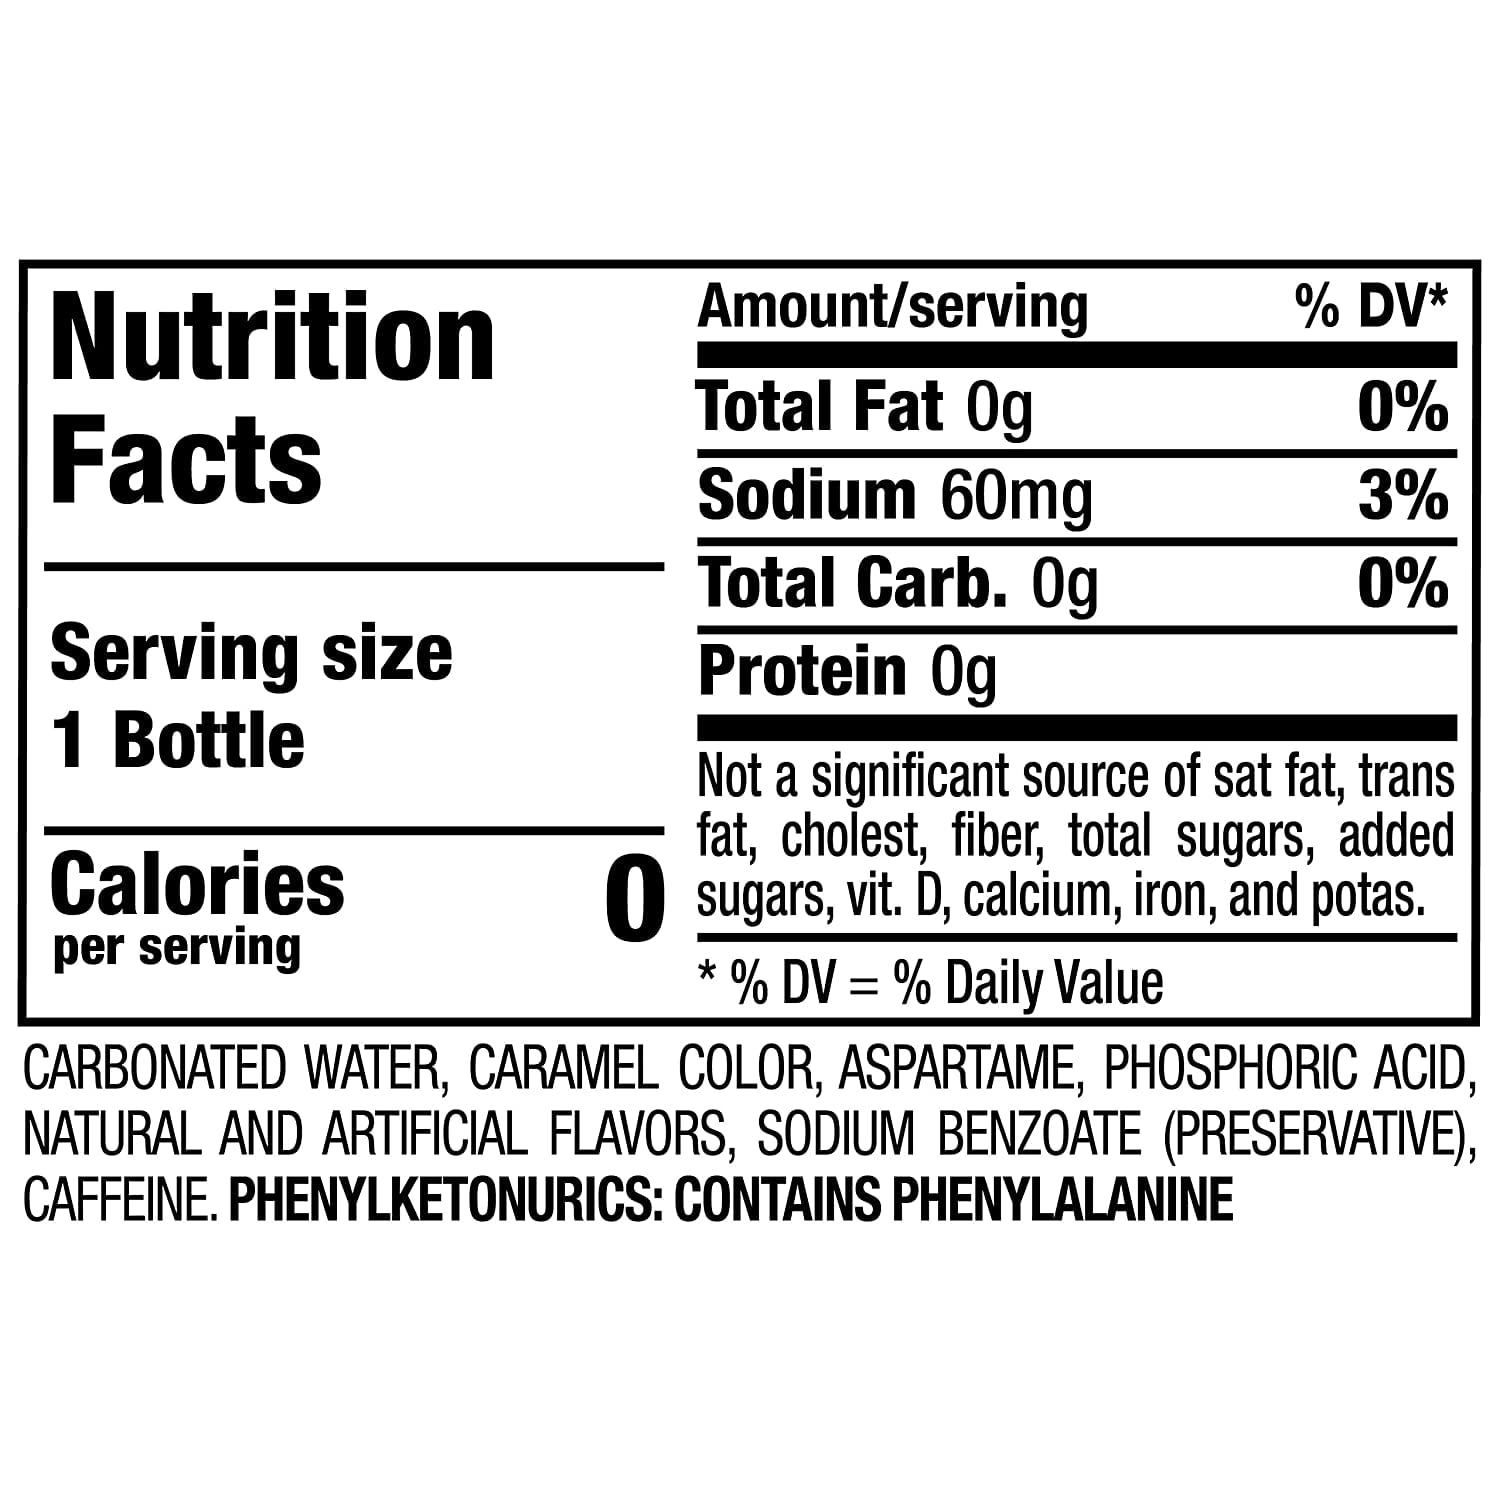 Nutrition
Facts
Serving size
1 Bottle
Calories 0
per serving
Amount/serving % DV*
Total Fat 0g 0%
Sodium 60mg 3%
Total Carb. 0g 0%
Protein 0g
Not a significant source of sat fat, trans
fat, cholest, fiber, total sugars, added
sugars, vit. D, calcium, iron, and potas.
* % DV = % Daily Value
CARBONATED WATER, CARAMEL COLOR, ASPARTAME, PHOSPHORIC ACID,
NATURAL AND ARTIFICIAL FLAVORS, SODIUM BENZOATE (PRESERVATIVE),
CAFFEINE. PHENYLKETONURICS: CONTAINS PHENYLALANINE